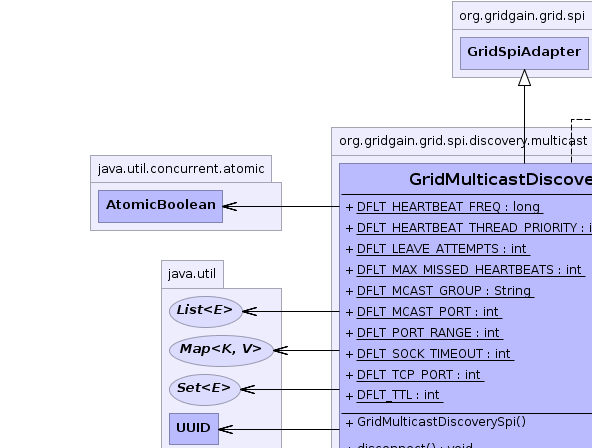 org.gridgain.grid.spi
GridSpiAdapter
org.gridgain.grid.spi.discovery.multicast
java.util.concurrent.atomic
AtomicBoolean
GridMulticastDiscove
+ DFLT_HEARTBEAT_FREQ : long
+ DFLT_HEARTBEAT_THREAD_PRIORITY : i
+ DFLT_LEAVE_ATTEMPTS : int
+ DFLT_MAX_MISSED_HEARTBEATS : int
+ DFLT_MCAST_GROUP : String
+ DFLT_MCAST_PORT : int
+ DFLT_PORT_RANGE : int
+ DFLT_SOCK_TIMEOUT : int
+ DFLT_TCP_PORT : int
+ DFLT_TTL : int
+ GridMulticastDiscoverySpi()
+ disconnect() : void
java.util
List<E>
Map<K, V>
Set<E>
UUID